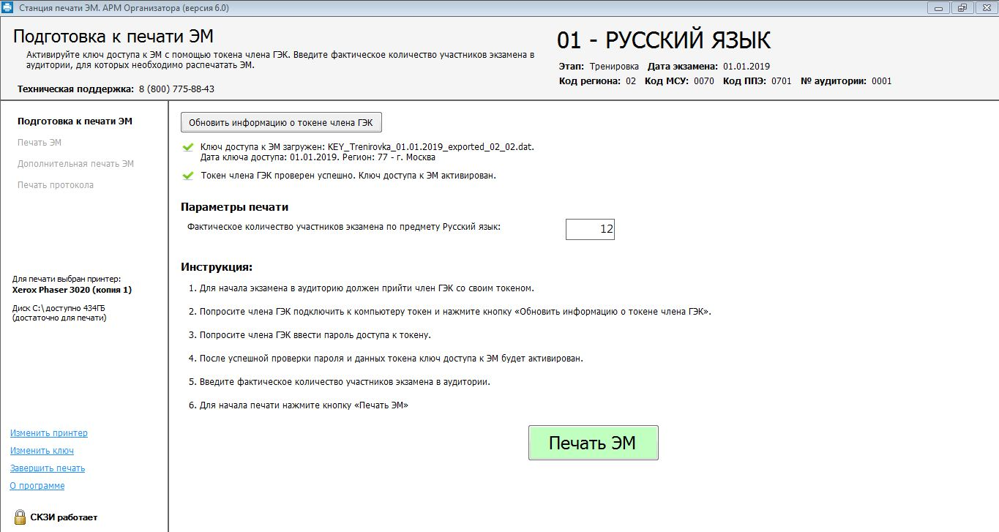 Станция печати ЭМ. АРМ Организатора (версия 6.0)
Подготовка к печати ЭМ
Активируйте ключ доступа к ЭМ с помощью токена члена ГЭК. Введите фактическое количество участников экзамена в
аудитории, для которых необходимо распечатать ЭМ.
Техническая поддержка: 8 (800) 775-88-43
01 - РУССКИЙ ЯЗЫК
Этап: Тренировка Дата экзамена: 01.01.2019
Код региона: 02 Код МСУ: 0070 Код ППЭ: 0701 № аудитории: 0001
Подготовка к печати ЭМ
Печать ЭМ
Дополнительная печать ЭМ
Печать протокола
Для печати выбран принтер:
Xerox Phaser 3020 (копия 1)
Диск C:\ доступно 434ГБ
(достаточно для печати)
Изменить принтер
Изменить ключ
Завершить печать
О программе
СКЗИ работает
Обновить информацию о токене члена ГЭК
Ключ доступа к ЭМ загружен: KEY_Trenirovka_01.01.2019_exported_02_02.dat.
Дата ключа доступа: 01.01.2019. Регион: 77 - г. Москва
Токен члена ГЭК проверен успешно. Ключ доступа к ЭМ активирован.
Параметры печати
Фактическое количество участников экзамена по предмету Русский язык: 12
Инструкция:
1. Для начала экзамена в аудиторию должен прийти член ГЭК со своим токеном.
2. Попросите члена ГЭК подключить к компьютеру токен и нажмите кнопку «Обновить информацию о токене члена ГЭК».
3. Попросите члена ГЭК ввести пароль доступа к токену.
4. После успешной проверки пароля и данных токена ключ доступа к ЭМ будет активирован.
5. Введите фактическое количество участников экзамена в аудитории.
6. Для начала печати нажмите кнопку «Печать ЭМ»
Печать ЭМ